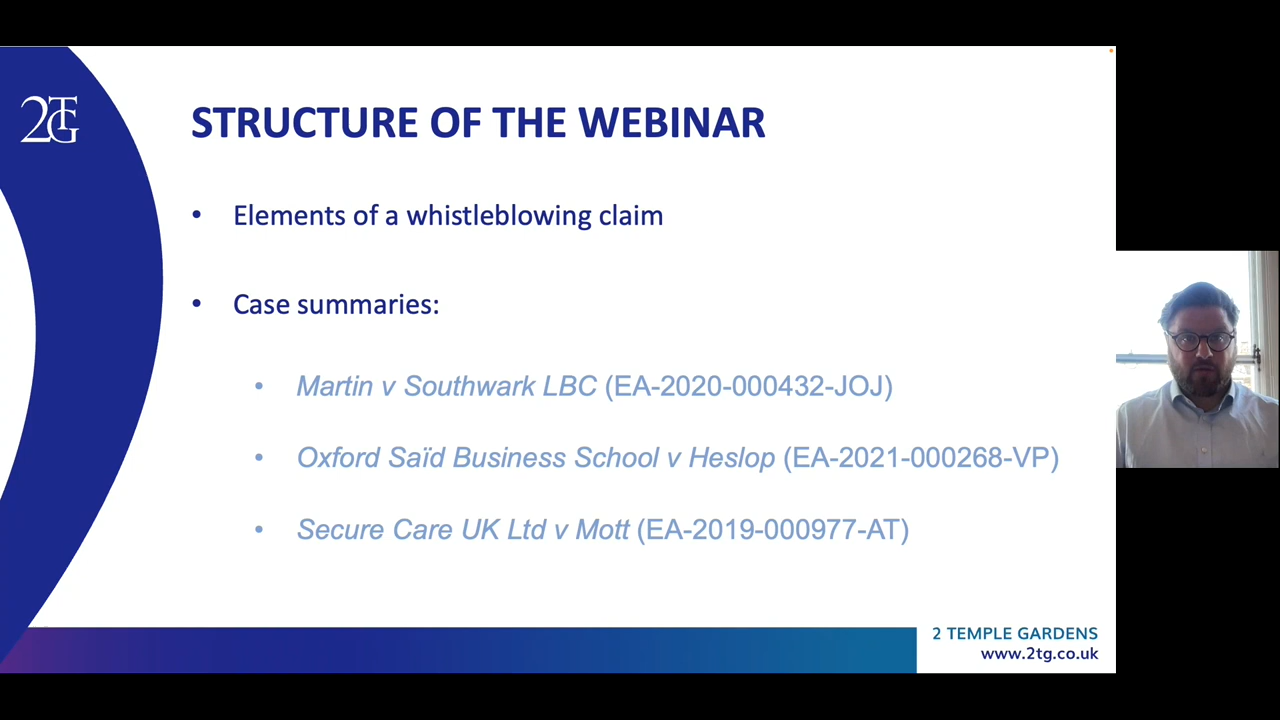 2TG
STRUCTURE OF THE WEBINAR
• Elements of a whistleblowing claim
• Case summaries:
• Martin v Southwark LBC (EA-2020-000432-JOJ)
• Oxford Saïd Business School v Heslop (EA-2021-000268-VP)
• Secure Care UK Ltd v Mott (EA-2019-000977-AT)
2 TEMPLE GARDENS
www.2tg.co.uk